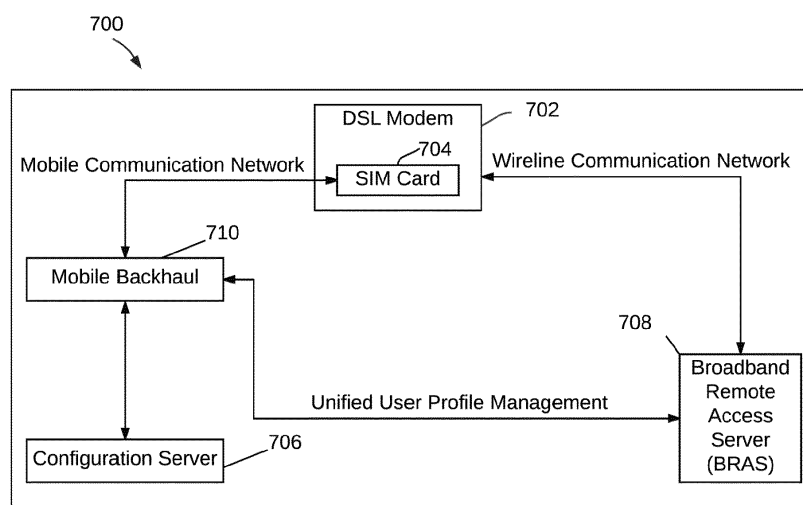 700
DSL Modem
702
704
SIM Card
Mobile Communication Network
Wireline Communication Network
710
Mobile Backhaul
708
Broadband
Remote
Access
Server
(BRAS)
Unified User Profile Management
706
Configuration Server